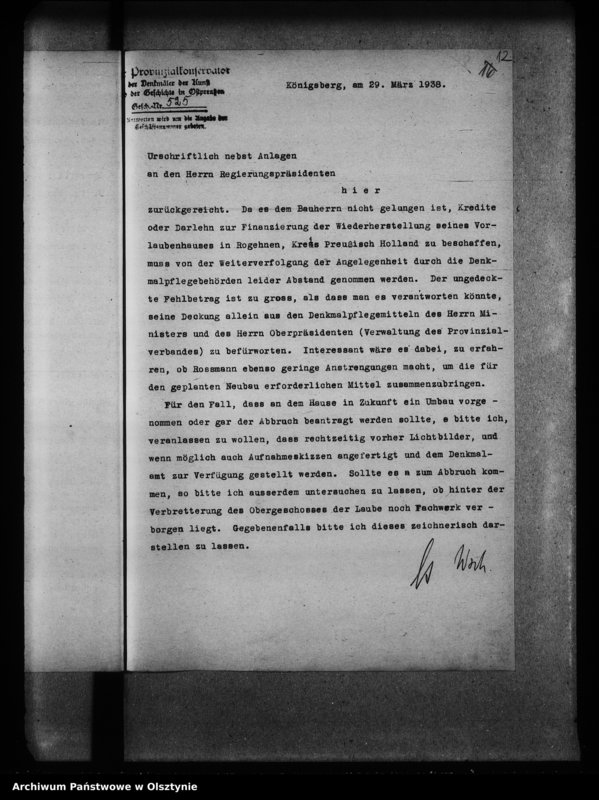 12
Provinzialkonservator
der Denkmäler der Kunst
der Geschichte in Ostpreußen
Gesch.-Nr. 525
Antworten wird um die Angabe der
Geschäftsnummer gebeten.
Königsberg, am 29. März 1938.
Urschriftlich nebst Anlagen
an den Herrn Regierungspräsidenten
h i e r
zurückgereicht. Da es dem Bauherrn nicht gelungen ist, Kredite
oder Darlehn zur Finanzierung der Wiederherstellung seines Vor-
laubenhauses in Rogehnen, Kreis Preußisch Holland zu beschaffen,
muss von der Weiterverfolgung der Angelegenheit durch die Denk-
malpflegebehörden leider Abstand genommen werden. Der ungedeck-
te Fehlbetrag ist zu gross, als dass man es verantworten könnte,
seine Deckung allein aus den Denkmalpflegemitteln des Herrn Mi-
nisters und des Herrn Oberpräsidenten (Verwaltung des Provinzial-
verbandes) zu befürworten. Interessant wäre es dabei, zu erfah-
ren, ob Rossmann ebenso geringe Anstrengungen macht, um die für
den geplanten Neubau erforderlichen Mittel zusammenzubringen.
Für den Fall, dass an dem Hause in Zukunft ein Umbau vorge -
nommen oder gar der Abbruch beantragt werden sollte, e bitte ich,
veranlassen zu wollen, dass rechtzeitig vorher Lichtbilder, und
wenn möglich auch Aufnahmeskizzen angefertigt und dem Denkmal-
amt zur Verfügung gestellt werden. Sollte es a zum Abbruch kom-
men, so bitte ich ausserdem untersuchen zu lassen, ob hinter der
Verbretterung des Obergeschosses der Laube noch Fachwerk ver -
borgen liegt. Gegebenenfalls bitte ich dieses zeichnerisch dar-
stellen zu lassen.
Archiwum Państwowe w Olsztynie